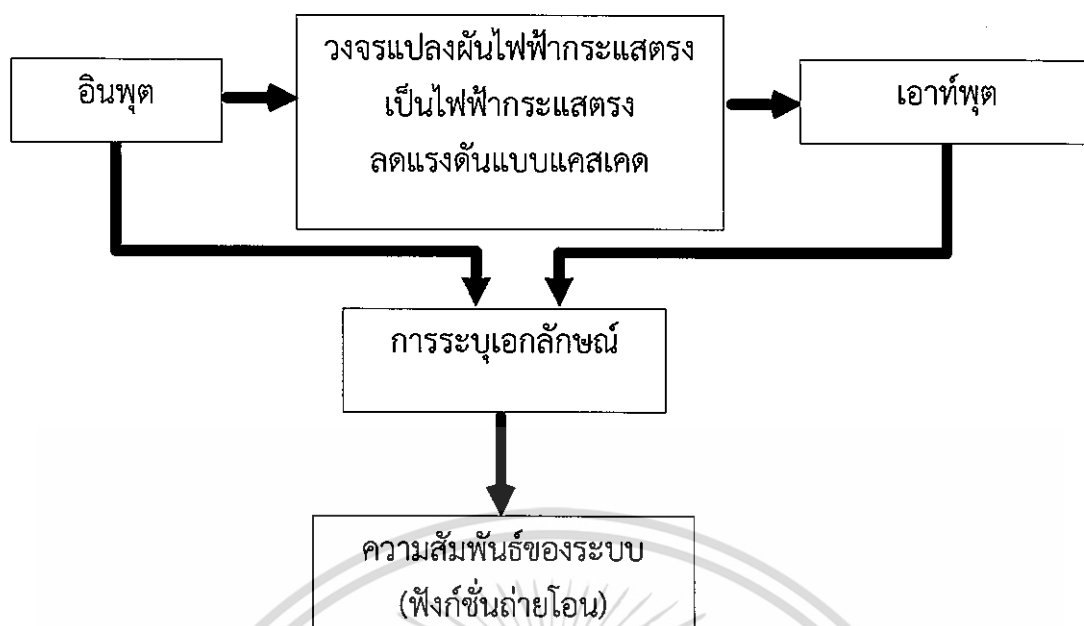 อินพุต
วงจรแปลงผันไฟฟ้ากระแสตรง
เป็นไฟฟ้ากระแสตรง
ลดแรงดันแบบแคสเคด
เอาท์พุต
การระบุเอกลักษณ์
ความสัมพันธ์ของระบบ
(ฟังก์ชั่นถ่ายโอน)